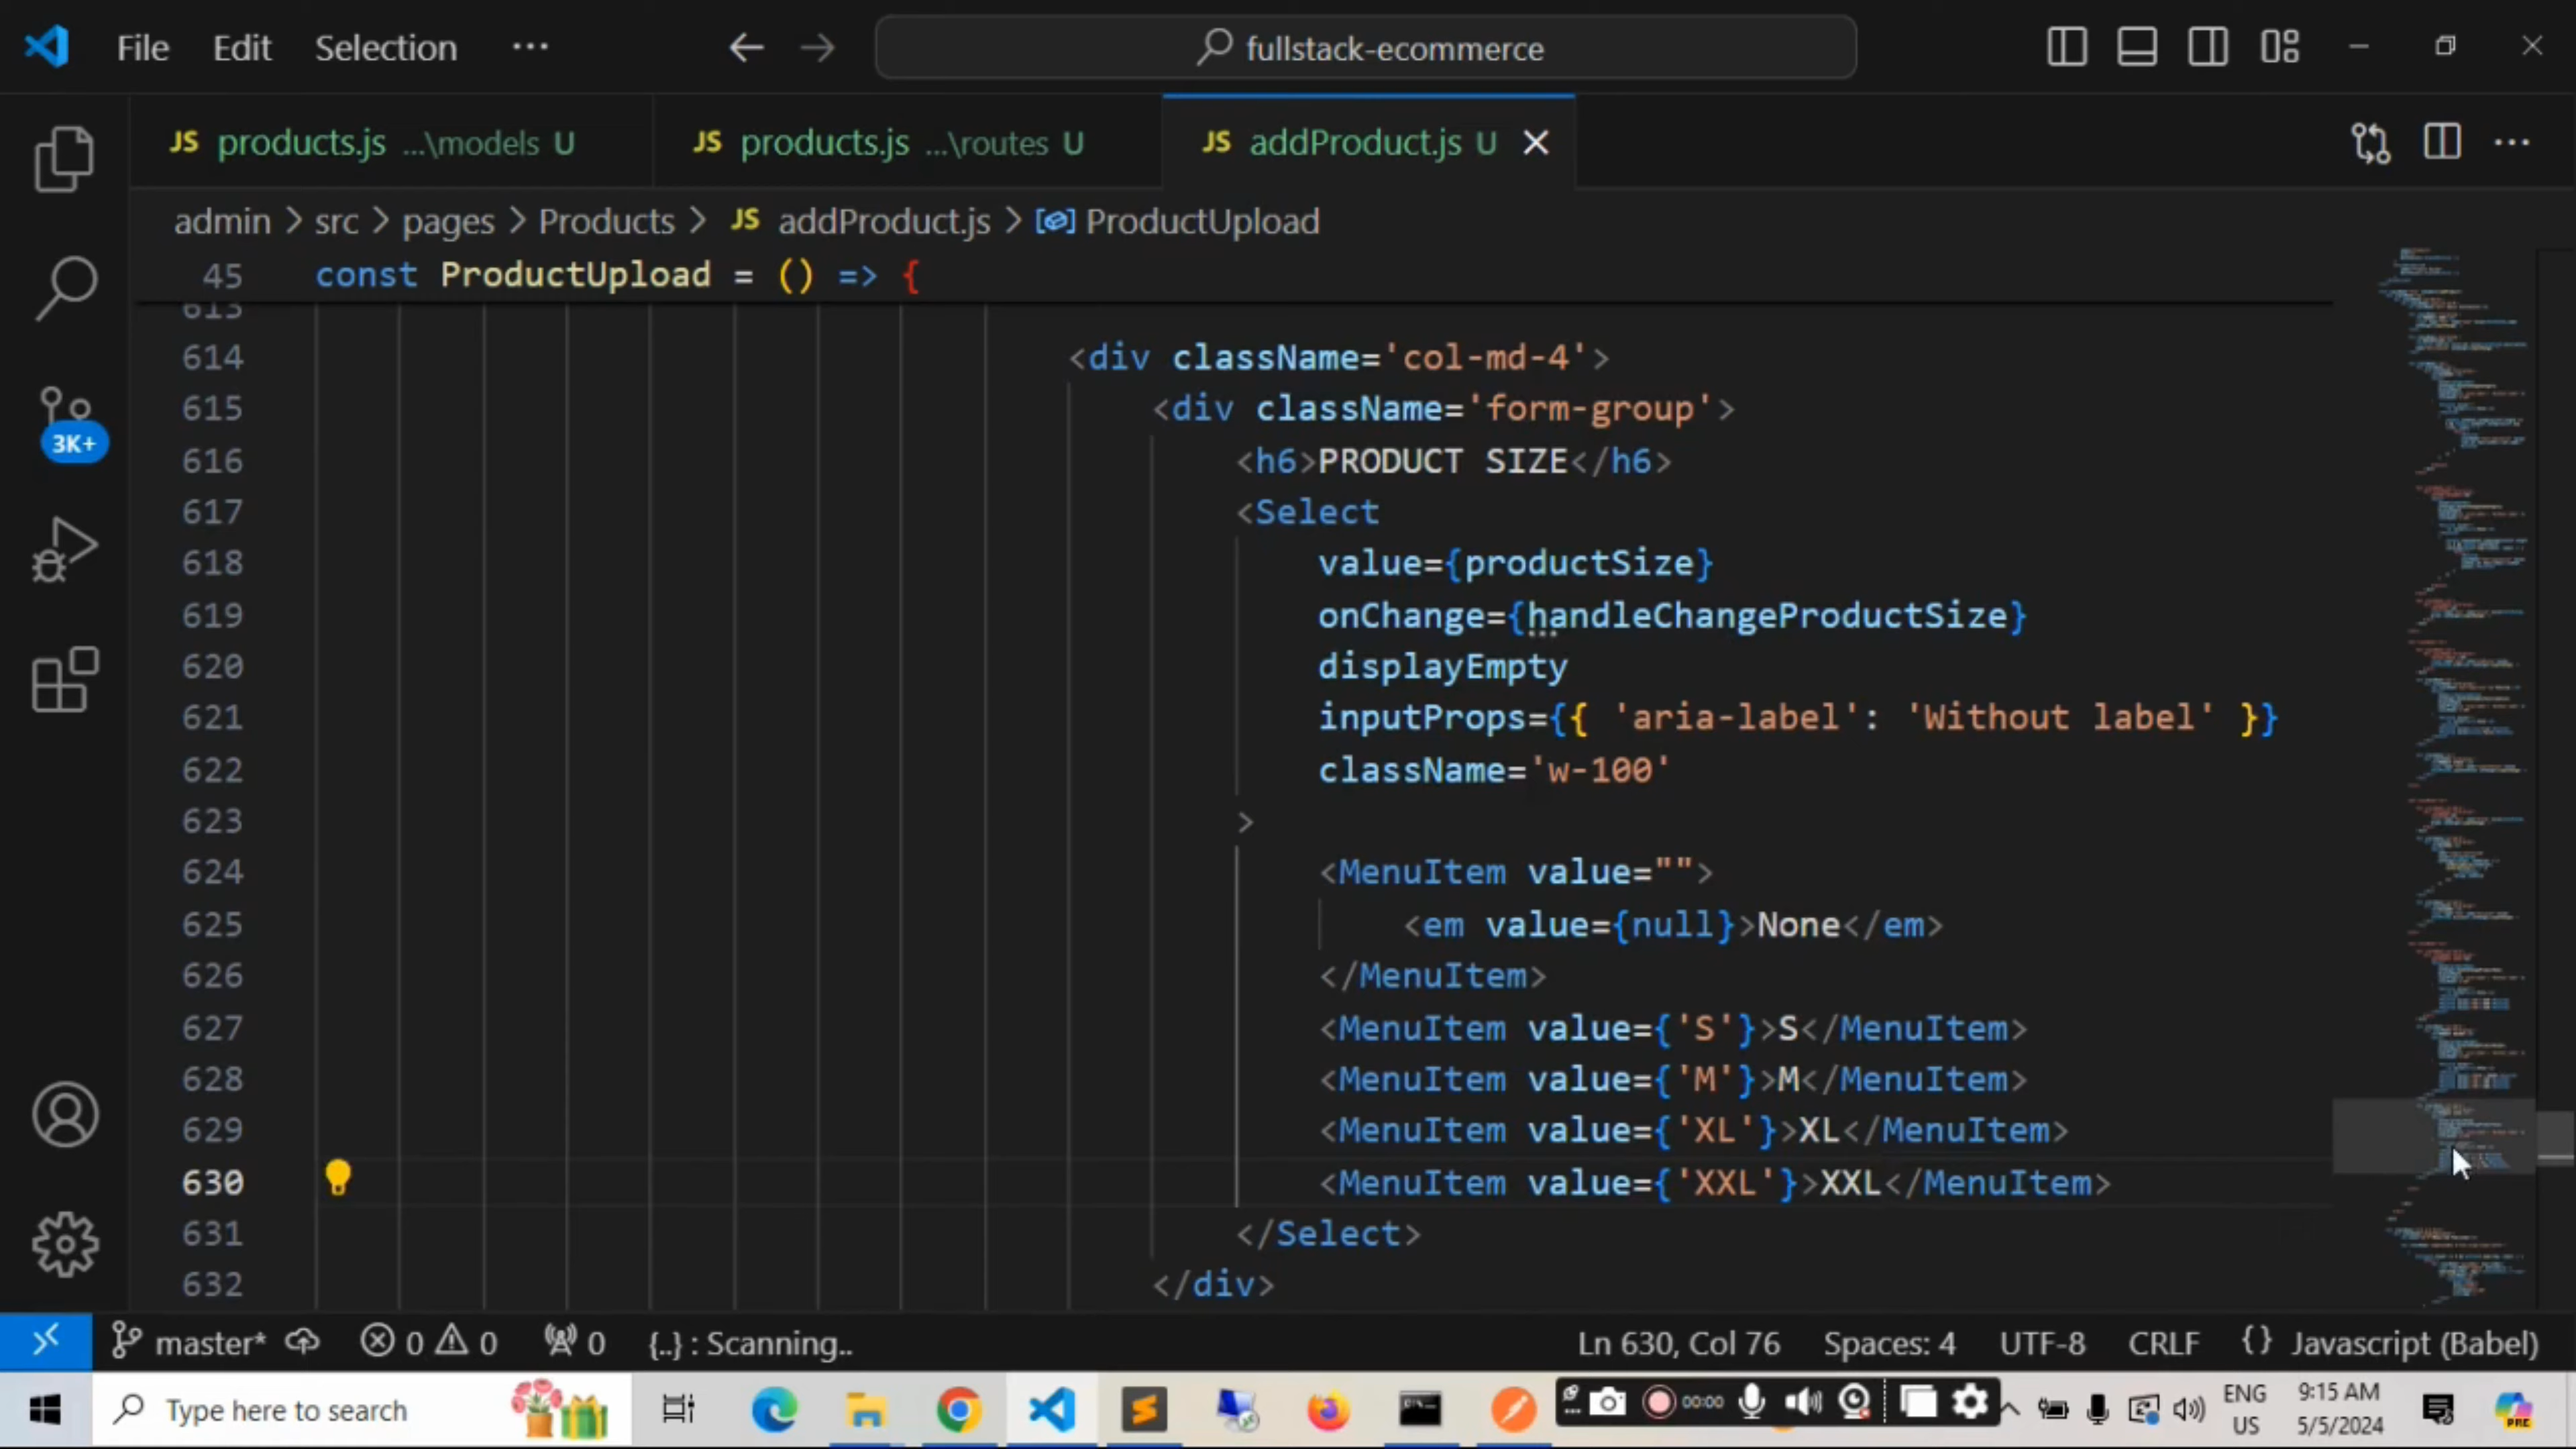 File Edit Selection ··· fullstack-ecommerce
JS products.js ...\models U JS products.js ...\routes U JS addProduct.js U
admin > src > pages > Products > JS addProduct.js > ProductUpload
45 const ProductUpload = () => {
613
614 <div className='col-md-4'>
615 <div className='form-group'>
616 <h6>PRODUCT SIZE</h6>
617 <Select
618 value={productSize}
619 onChange={handleChangeProductSize}
620 displayEmpty
621 inputProps={{ 'aria-label': 'Without label' }}
622 className='w-100'
623 >
624 <MenuItem value="">
625 <em value={null}>None</em>
626 </MenuItem>
627 <MenuItem value={'S'}>S</MenuItem>
628 <MenuItem value={'M'}>M</MenuItem>
629 <MenuItem value={'XL'}>XL</MenuItem>
630 <MenuItem value={'XXL'}>XXL</MenuItem>
631 </Select>
632 </div>
3K+
master* 0 0 0 {..} : Scanning.. Ln 630, Col 76 Spaces: 4 UTF-8 CRLF {} Javascript (Babel)
Type here to search 00:00 ENG US 9:15 AM 5/5/2024 PRE